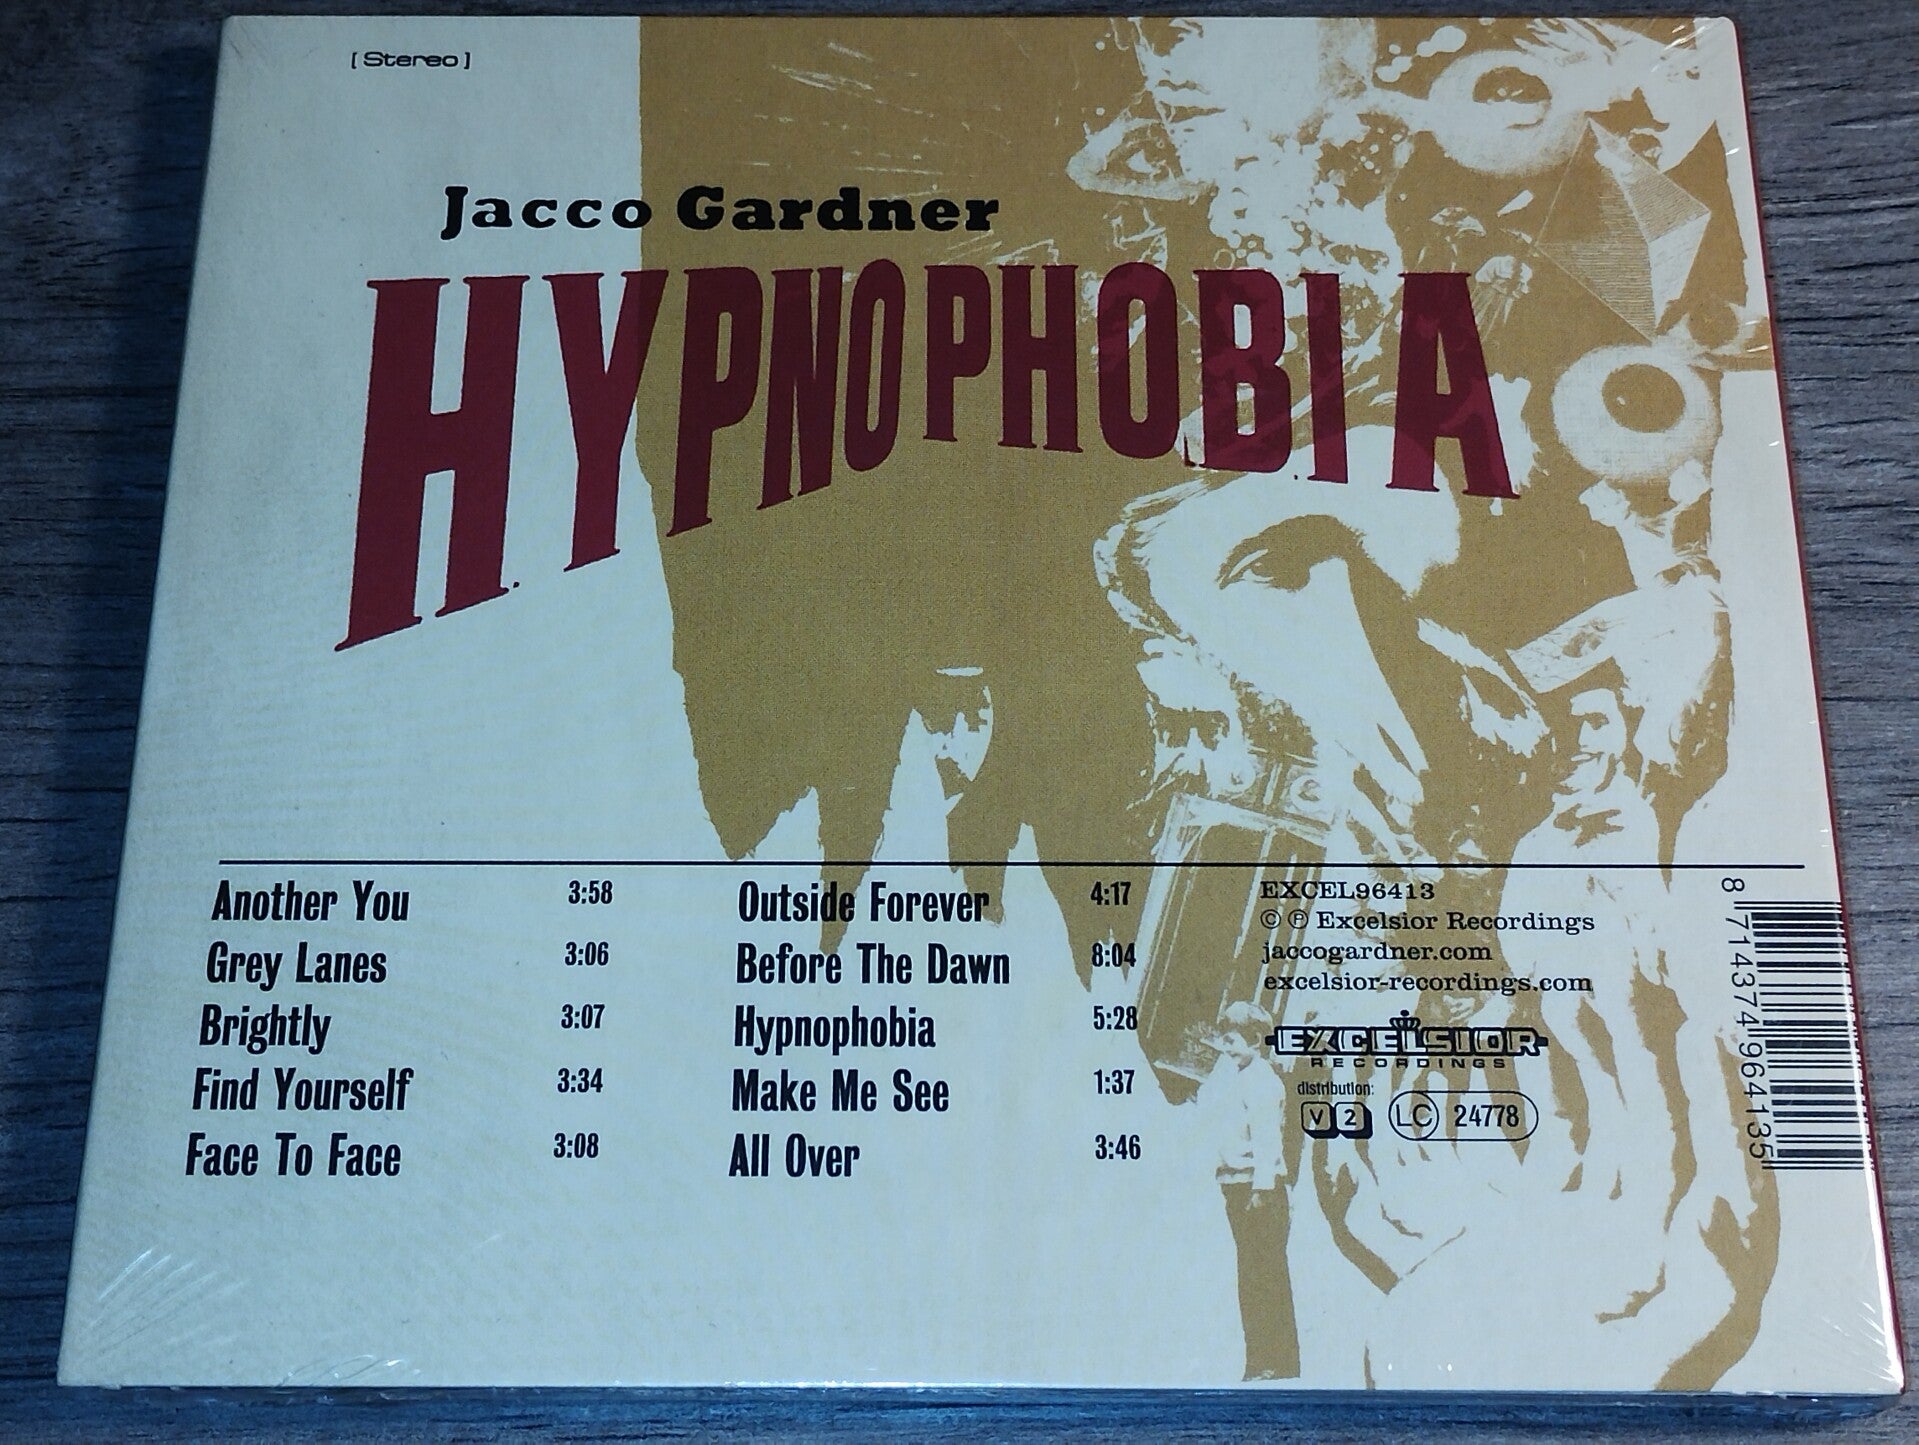 [Stereo]
Jacco Gardner
HYPNOPHOBIA
Another You 3:58
Grey Lanes 3:06
Brightly 3:07
Find Yourself 3:34
Face To Face 3:08
Outside Forever 4:17
Before The Dawn 8:04
Hypnophobia 5:28
Make Me See 1:37
All Over 3:46
EXCEL96413
© ℗ Excelsior Recordings
jaccogardner.com
excelsior-recordings.com
EXCELSIOR
RECORDINGS
distribution:
V2 LC 24778
8 714374 964135